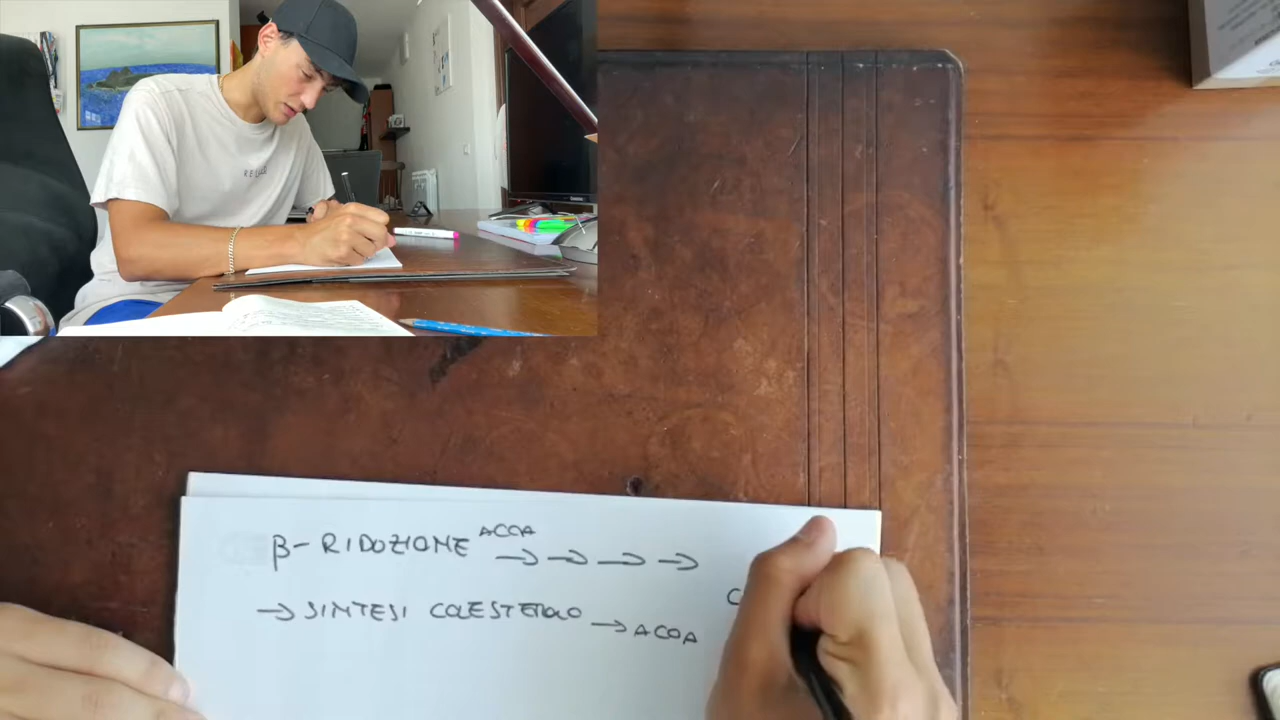 β- RIDUZIONE ACOA → → → →
→ SINTESI COLESTEROLO → ACOA
C